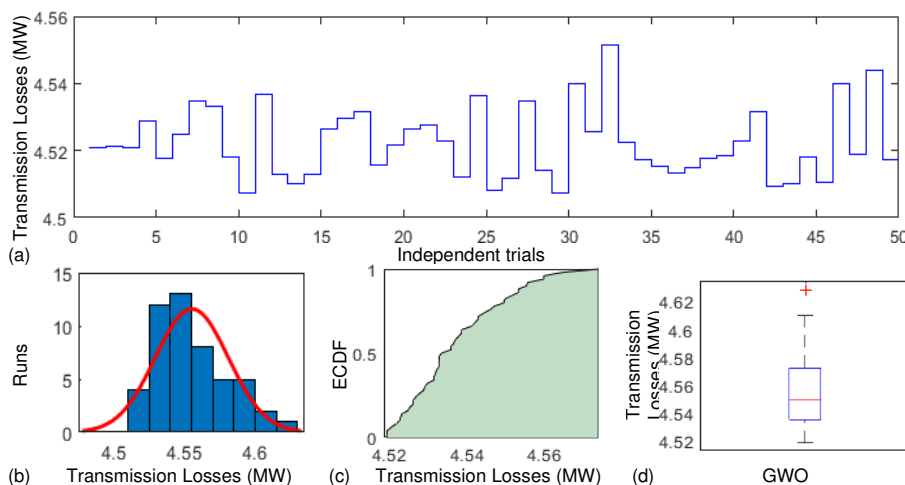 Transmission Losses (MW)
4.56
4.54
4.52
4.5
0 5 10 15 20 25 30 35 40 45 50
(a) Independent trials
Runs
15
10
5
0
4.5 4.55 4.6
(b) Transmission Losses (MW)
ECDF
1
0.5
0
4.52 4.54 4.56
(c) Transmission Losses (MW)
Transmission
Losses (MW)
4.62
4.6
4.58
4.56
4.54
4.52
(d) GWO